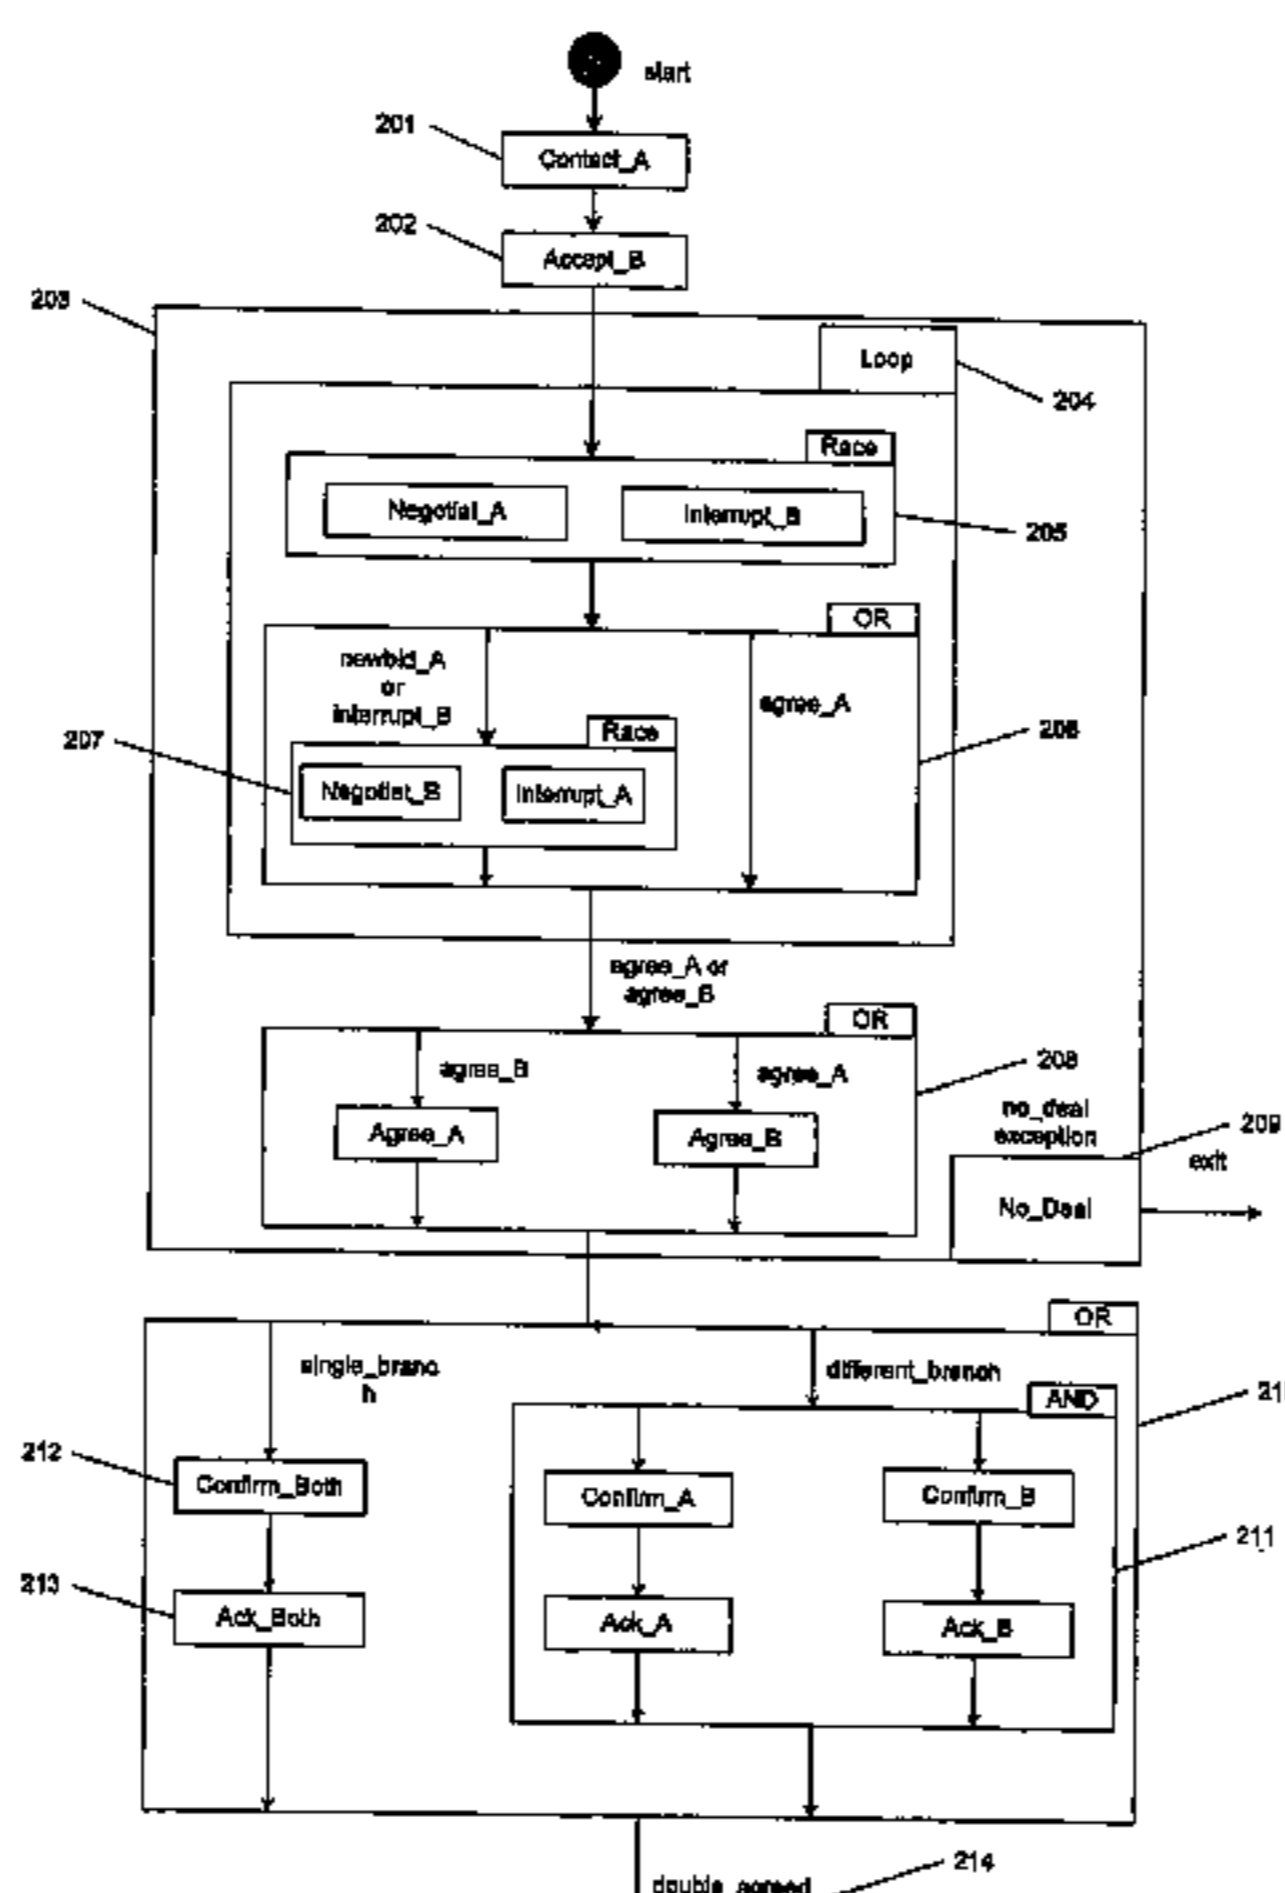 start
201
Contact_A
202
Accept_B
203
Loop
204
Race
Negotiat_A
Interrupt_B
205
OR
newbid_A
or
interrupt_B
agree_A
206
207
Race
Negotiat_B
Interrupt_A
agree_A or
agree_B
OR
agree_B
agree_A
208
Agree_A
Agree_B
no_deal
exception
209
exit
No_Deal
OR
single_branc
h
different_branch
21
AND
212
Confirm_Both
Confirm_A
Confirm_B
211
213
Ack_Both
Ack_A
Ack_B
214
double_agreed